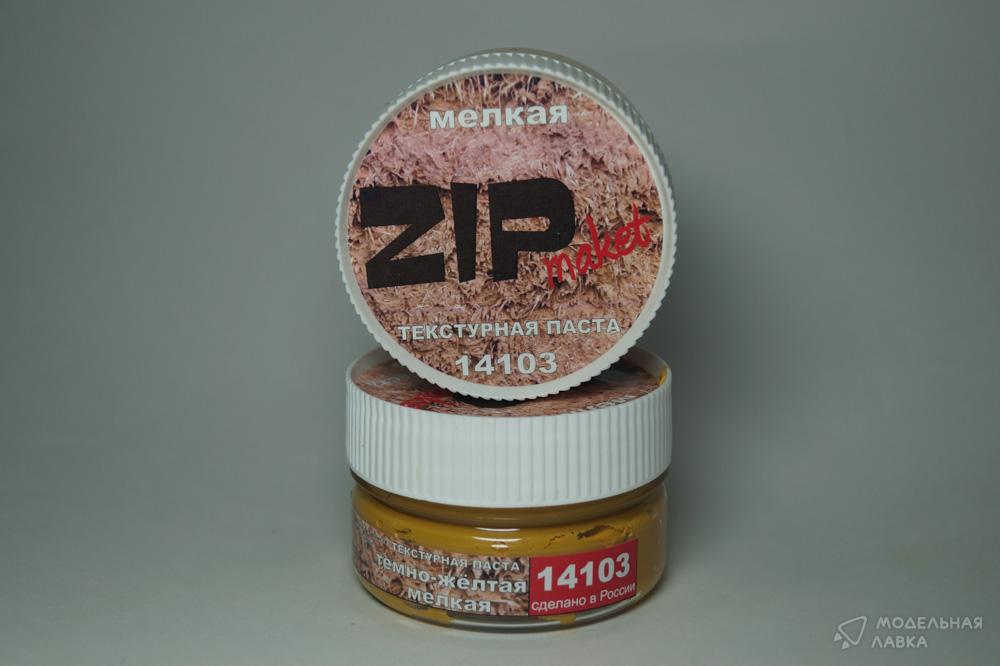 мелкая
ZIP
maket
ТЕКСТУРНАЯ ПАСТА
14103
ТЕКСТУРНАЯ ПАСТА
темно-жёлтая
мелкая
14103
сделано в России
МОДЕЛЬНАЯ
ЛАВКА